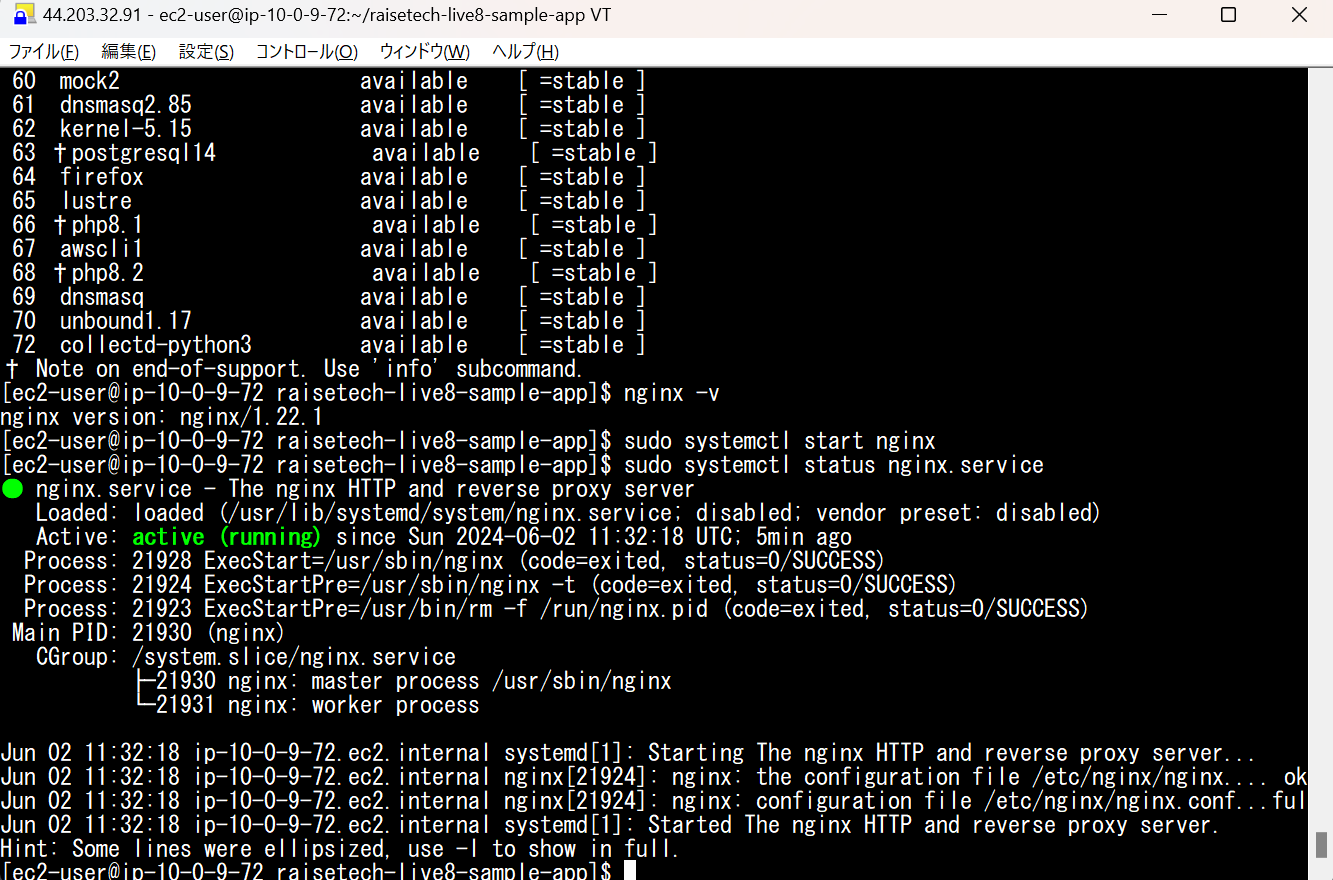 44.203.32.91 - ec2-user@ip-10-0-9-72:~/raisetech-live8-sample-app VT
ファイル(F) 編集(E) 設定(S) コントロール(O) ウィンドウ(W) ヘルプ(H)
60 mock2 available [ =stable ]
61 dnsmasq2.85 available [ =stable ]
62 kernel-5.15 available [ =stable ]
63 †postgresql14 available [ =stable ]
64 firefox available [ =stable ]
65 lustre available [ =stable ]
66 †php8.1 available [ =stable ]
67 awscli1 available [ =stable ]
68 †php8.2 available [ =stable ]
69 dnsmasq available [ =stable ]
70 unbound1.17 available [ =stable ]
72 collectd-python3 available [ =stable ]
† Note on end-of-support. Use 'info' subcommand.
[ec2-user@ip-10-0-9-72 raisetech-live8-sample-app]$ nginx -v
nginx version: nginx/1.22.1
[ec2-user@ip-10-0-9-72 raisetech-live8-sample-app]$ sudo systemctl start nginx
[ec2-user@ip-10-0-9-72 raisetech-live8-sample-app]$ sudo systemctl status nginx.service
● nginx.service - The nginx HTTP and reverse proxy server
Loaded: loaded (/usr/lib/systemd/system/nginx.service; disabled; vendor preset: disabled)
Active: active (running) since Sun 2024-06-02 11:32:18 UTC; 5min ago
Process: 21928 ExecStart=/usr/sbin/nginx (code=exited, status=0/SUCCESS)
Process: 21924 ExecStartPre=/usr/sbin/nginx -t (code=exited, status=0/SUCCESS)
Process: 21923 ExecStartPre=/usr/bin/rm -f /run/nginx.pid (code=exited, status=0/SUCCESS)
Main PID: 21930 (nginx)
CGroup: /system.slice/nginx.service
├─21930 nginx: master process /usr/sbin/nginx
└─21931 nginx: worker process
Jun 02 11:32:18 ip-10-0-9-72.ec2.internal systemd[1]: Starting The nginx HTTP and reverse proxy server...
Jun 02 11:32:18 ip-10-0-9-72.ec2.internal nginx[21924]: nginx: the configuration file /etc/nginx/nginx.... ok
Jun 02 11:32:18 ip-10-0-9-72.ec2.internal nginx[21924]: nginx: configuration file /etc/nginx/nginx.conf...ful
Jun 02 11:32:18 ip-10-0-9-72.ec2.internal systemd[1]: Started The nginx HTTP and reverse proxy server.
Hint: Some lines were ellipsized, use -l to show in full.
[ec2-user@ip-10-0-9-72 raisetech-live8-sample-app]$